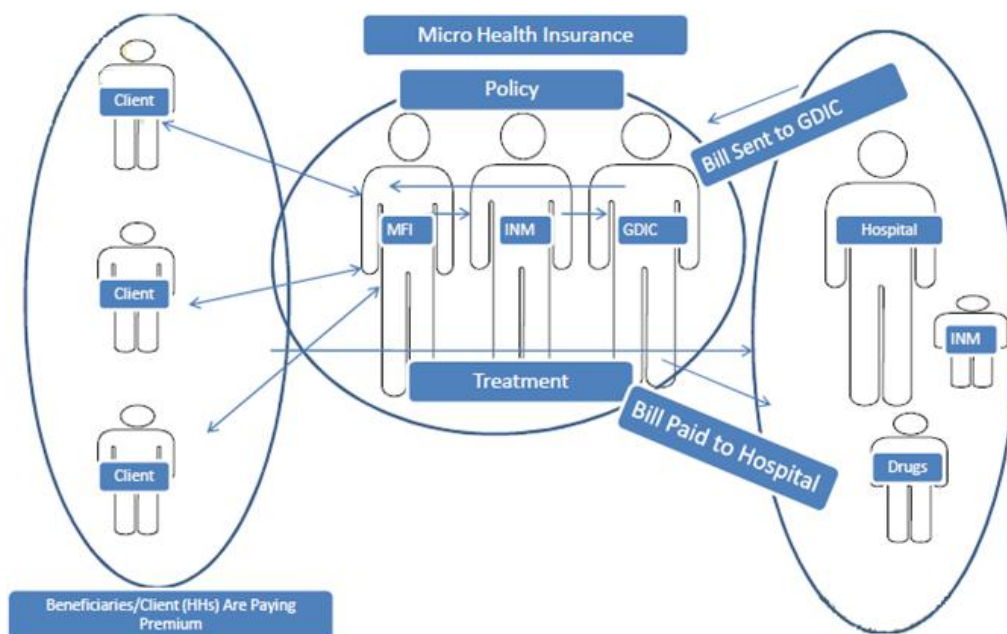 Micro Health Insurance
Policy
Client
Client
Client
MFI
INM
GDIC
Bill Sent to GDIC
Hospital
INM
Drugs
Treatment
Bill Paid to Hospital
Beneficiaries/Client (HHs) Are Paying
Premium